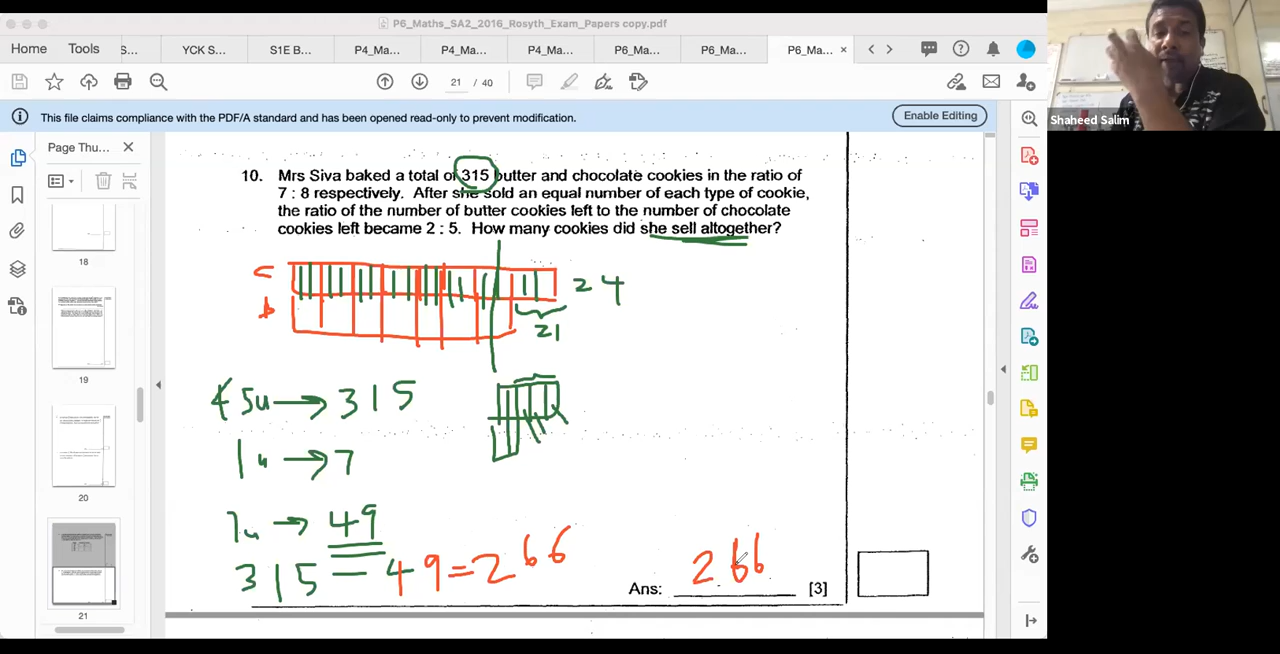 P6_Maths_SA2_2016_Rosyth_Exam_Papers copy.pdf
Home Tools S... YCK S... S1E B... P4_Ma... P4_Ma... P4_Ma... P6_Ma... P6_Ma... P6_Ma... ×
21 / 40
This file claims compliance with the PDF/A standard and has been opened read-only to prevent modification.
Enable Editing
Shaheed Salim
Page Thu...
18
19
20
21
10. Mrs Siva baked a total of 315 butter and chocolate cookies in the ratio of
7 : 8 respectively. After she sold an equal number of each type of cookie,
the ratio of the number of butter cookies left to the number of chocolate
cookies left became 2 : 5. How many cookies did she sell altogether?
c
24
b
21
45u → 315
1u → 7
7u → 49
315 - 49 = 266
Ans: 266 [3]